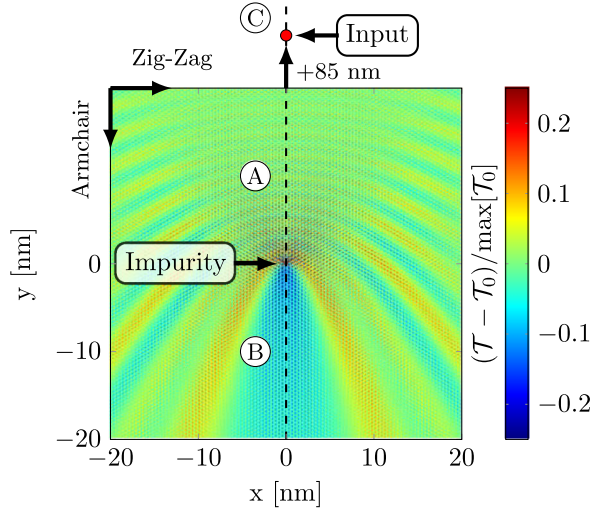 C
Input
Zig-Zag
+85 nm
Armchair
A
Impurity
B
y [nm]
0
−10
−20
−20
−10
0
10
20
x [nm]
0.2
0.1
0
−0.1
−0.2
(𝒯 − 𝒯₀)/max[𝒯₀]